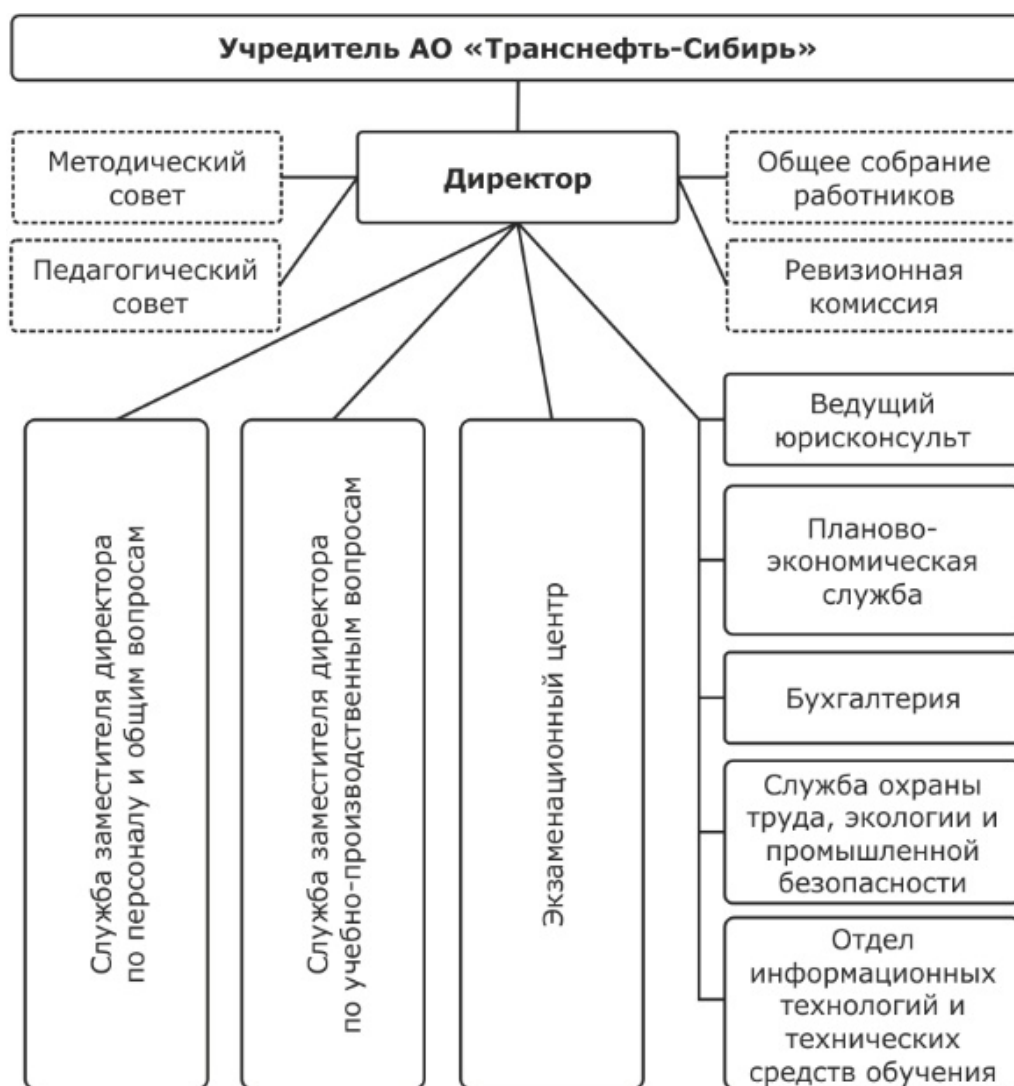 Учредитель АО «Транснефть-Сибирь»
Методический
совет
Директор
Общее собрание
работников
Педагогический
совет
Ревизионная
комиссия
Служба заместителя директора
по персоналу и общим вопросам
Служба заместителя директора
по учебно-производственным вопросам
Экзаменационный центр
Ведущий
юрисконсульт
Планово-
экономическая
служба
Бухгалтерия
Служба охраны
труда, экологии и
промышленной
безопасности
Отдел
информационных
технологий и
технических
средств обучения